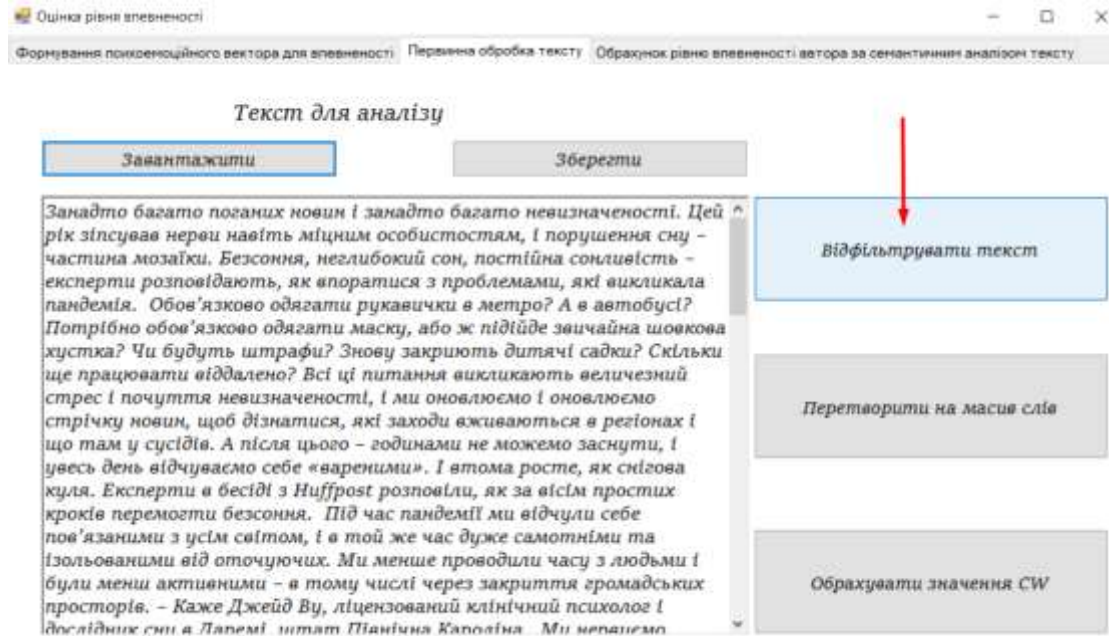 Оцінка рівня впевненості
Формування психоемоційного вектора для впевненості Первинна обробка тексту Обрахунок рівню впевненості автора за семантичним аналізом тексту
Текст для аналізу
Завантажити Зберегти
Занадто багато поганих новин і занадто багато невизначеності. Цей
рік зіпсував нерви навіть міцним особистостям, і порушення сну –
частина мозаїки. Безсоння, неглибокий сон, постійна сонливість –
експерти розповідають, як впоратися з проблемами, які викликала
пандемія. Обов’язково одягати рукавички в метро? А в автобусі?
Потрібно обов’язково одягати маску, або ж підійде звичайна шовкова
хустка? Чи будуть штрафи? Знову закриють дитячі садки? Скільки
ще працювати віддалено? Всі ці питання викликають величезний
стрес і почуття невизначеності, і ми оновлюємо і оновлюємо
стрічку новин, щоб дізнатися, які заходи вживаються в регіонах і
що там у сусідів. А після цього – годинами не можемо заснути, і
увесь день відчуваємо себе «вареними». І втома росте, як снігова
куля. Експерти в бесіді з Huffpost розповіли, як за вісім простих
кроків перемогти безсоння. Під час пандемії ми відчули себе
пов’язаними з усім світом, і в той же час дуже самотніми та
ізольованими від оточуючих. Ми менше проводили часу з людьми і
були менш активними – в тому числі через закриття громадських
просторів. – Каже Джейд Ву, ліцензований клінічний психолог і
дослідник сну в Даремі, штат Північна Кароліна. Ми нервуємо
Відфільтрувати текст
Перетворити на масив слів
Обрахувати значення CW